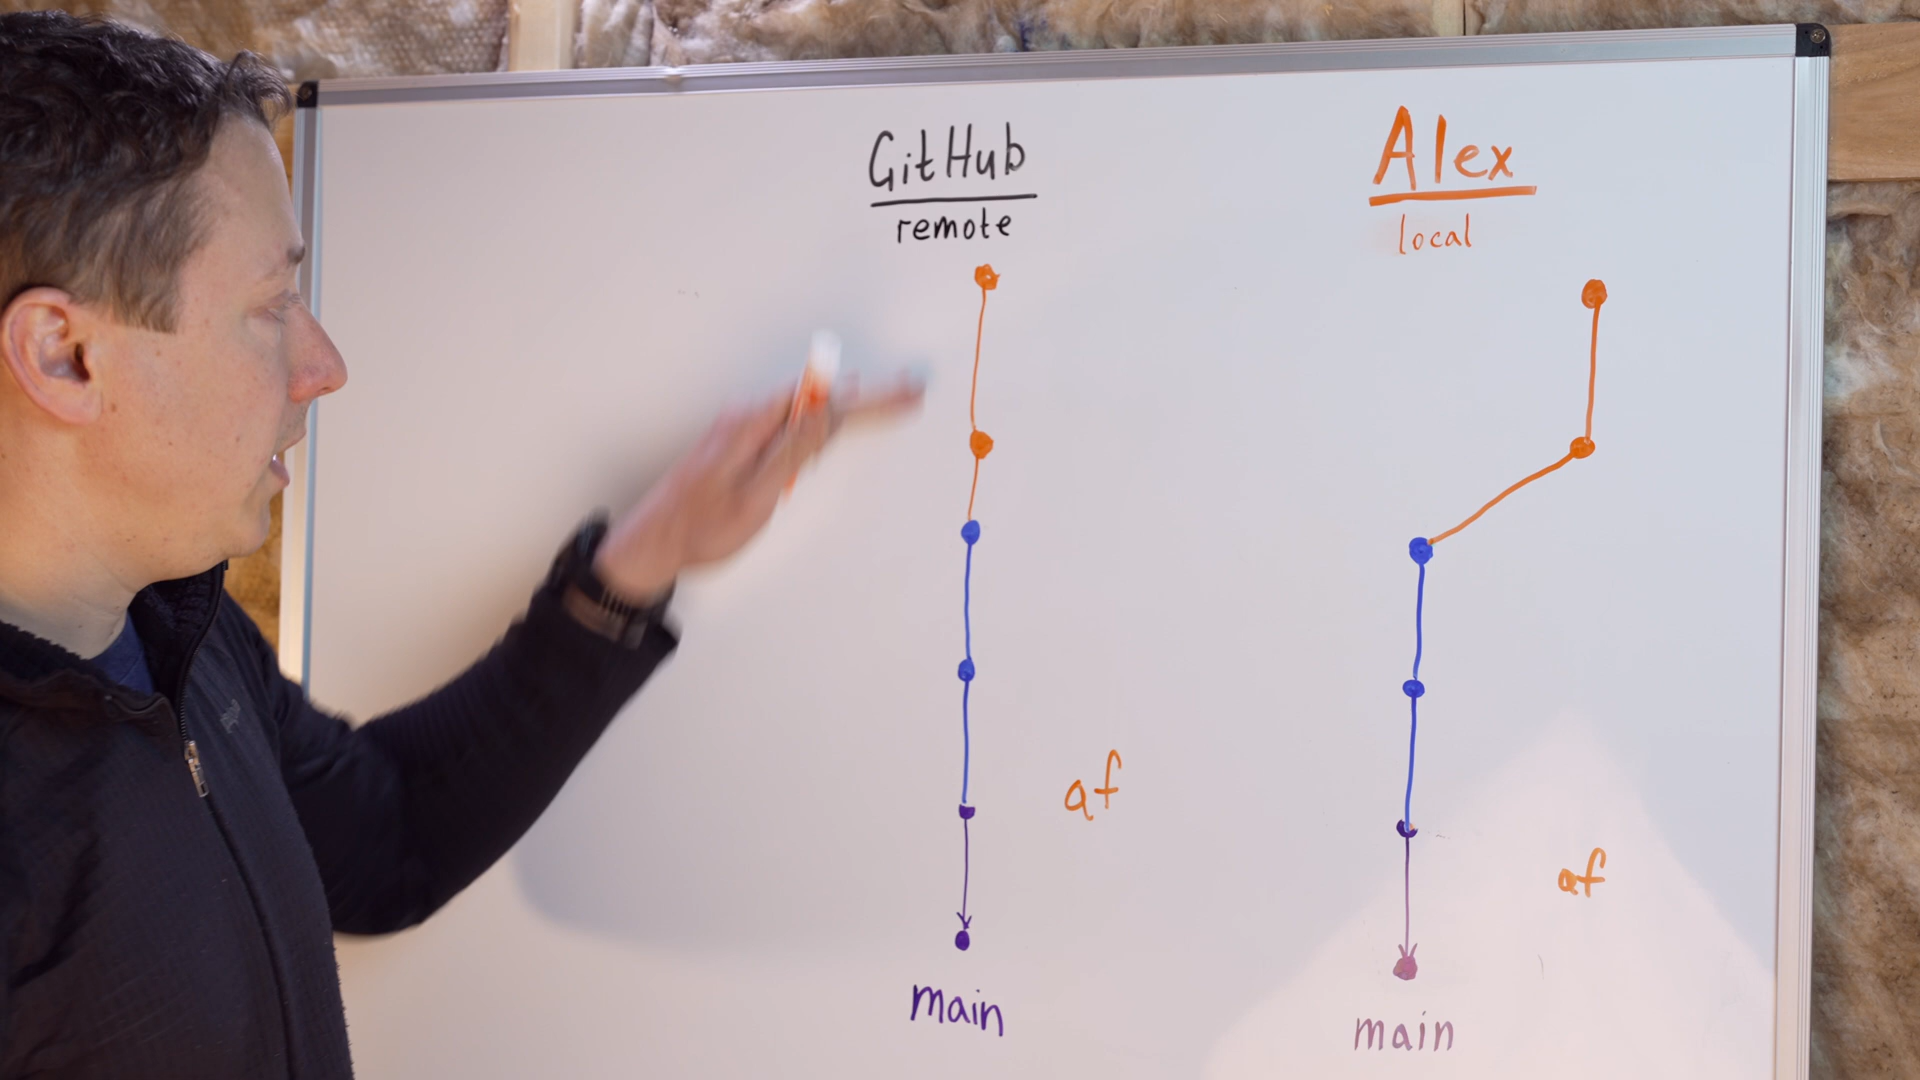 GitHub
remote
Alex
local
af
af
main
main